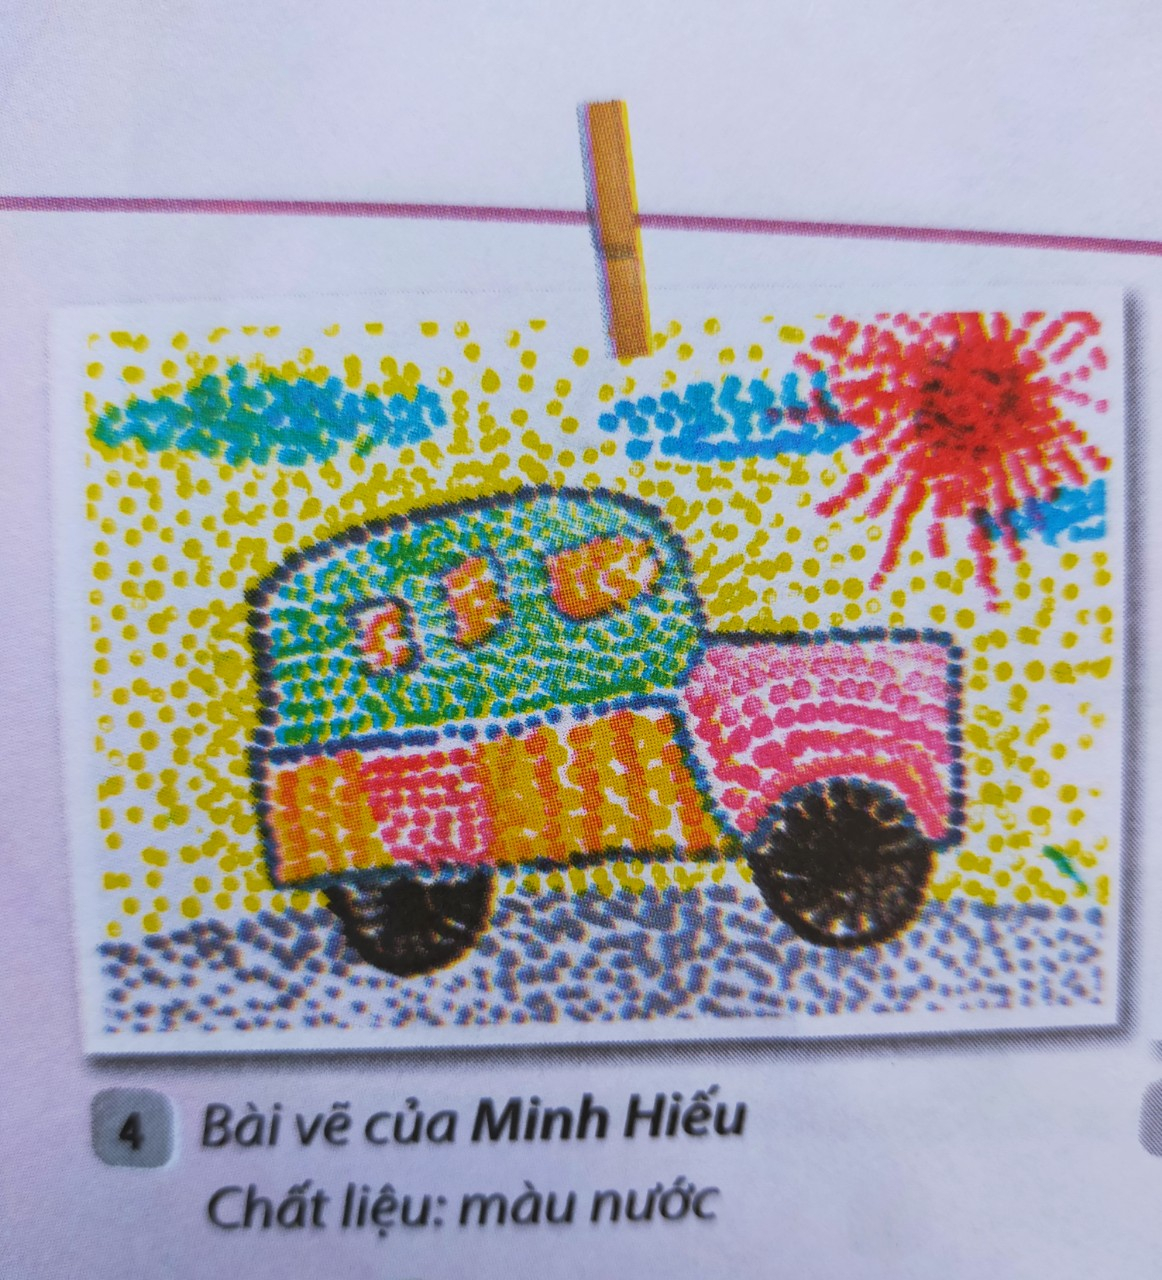 4 Bài vẽ của Minh Hiếu
Chất liệu: màu nước